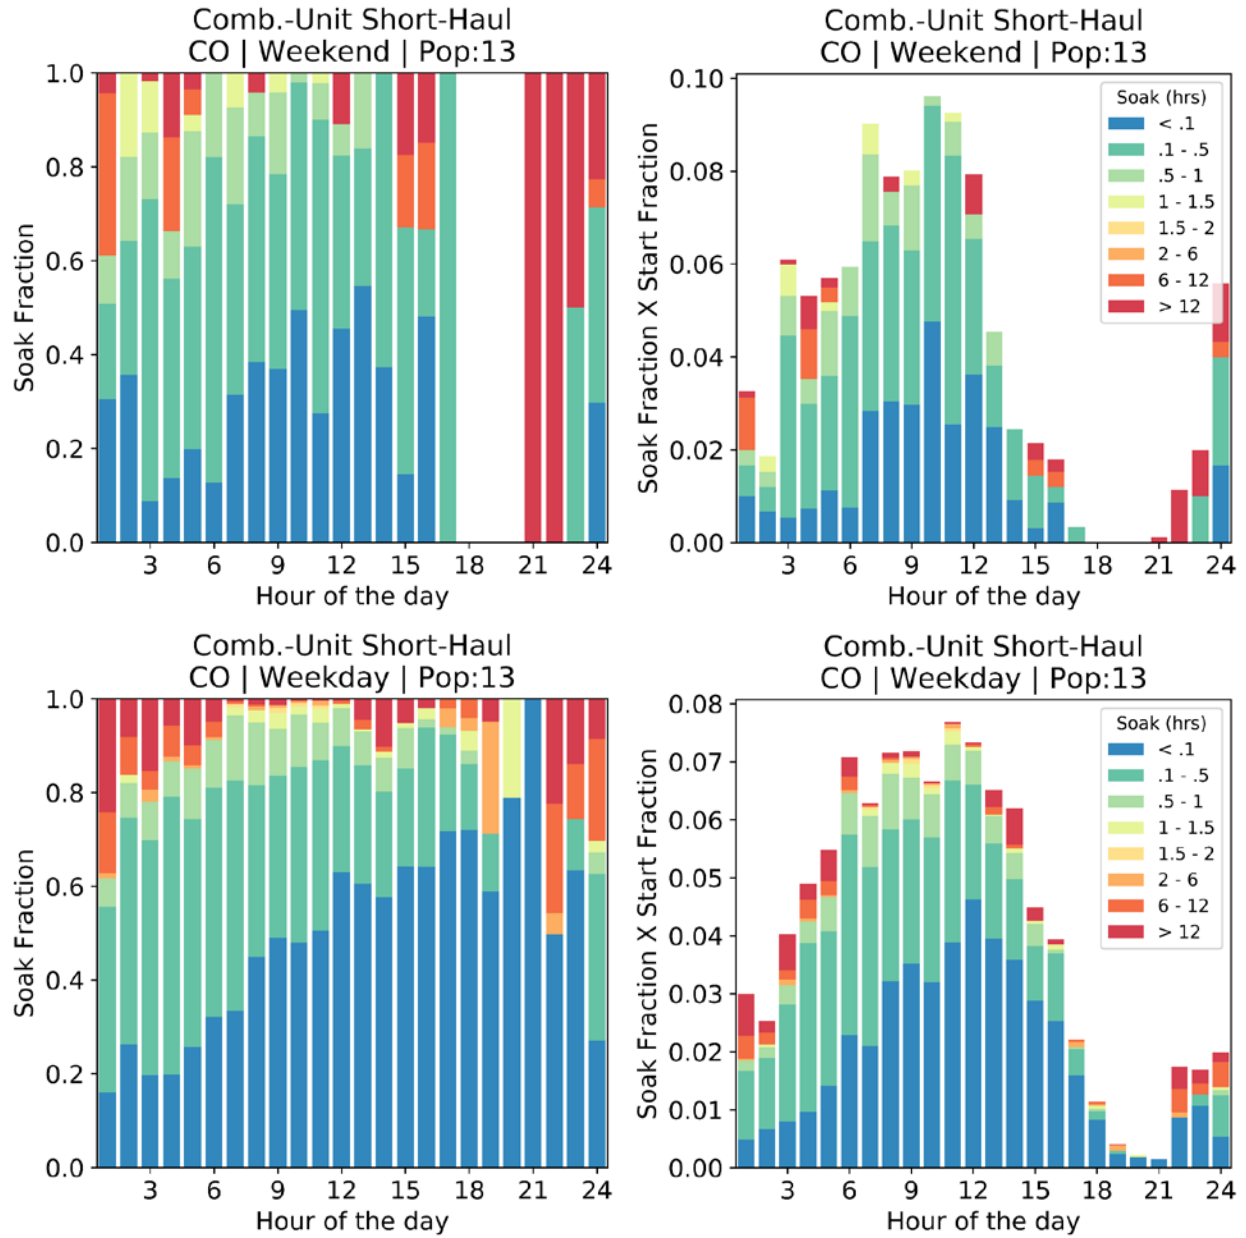 Comb.-Unit Short-Haul
CO | Weekend | Pop:13
1.0
0.8
0.6
0.4
0.2
0.0
Soak Fraction
3 6 9 12 15 18 21 24
Hour of the day
Comb.-Unit Short-Haul
CO | Weekend | Pop:13
0.10
0.08
0.06
0.04
0.02
0.00
Soak Fraction X Start Fraction
Soak (hrs)
< .1
.1 - .5
.5 - 1
1 - 1.5
1.5 - 2
2 - 6
6 - 12
> 12
3 6 9 12 15 18 21 24
Hour of the day
Comb.-Unit Short-Haul
CO | Weekday | Pop:13
1.0
0.8
0.6
0.4
0.2
0.0
Soak Fraction
3 6 9 12 15 18 21 24
Hour of the day
Comb.-Unit Short-Haul
CO | Weekday | Pop:13
0.08
0.07
0.06
0.05
0.04
0.03
0.02
0.01
0.00
Soak Fraction X Start Fraction
Soak (hrs)
< .1
.1 - .5
.5 - 1
1 - 1.5
1.5 - 2
2 - 6
6 - 12
> 12
3 6 9 12 15 18 21 24
Hour of the day